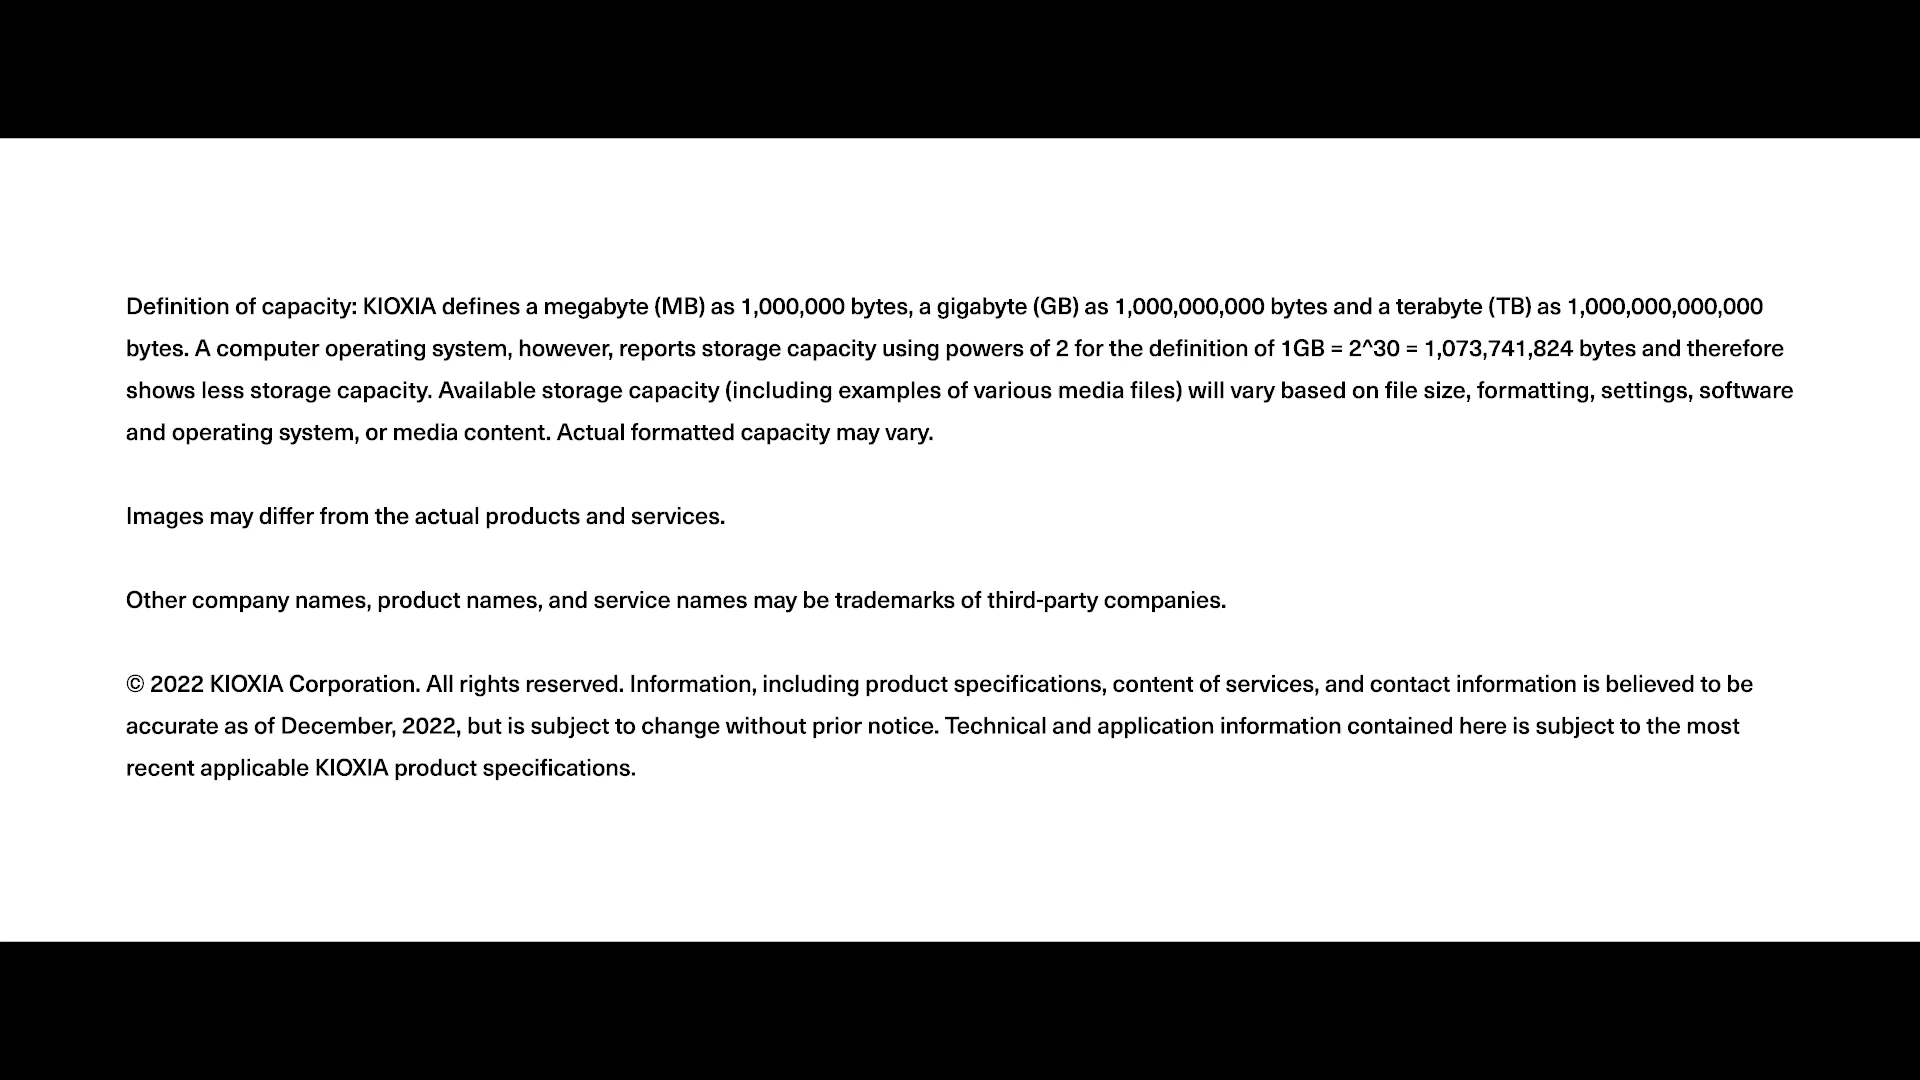 Definition of capacity: KIOXIA defines a megabyte (MB) as 1,000,000 bytes, a gigabyte (GB) as 1,000,000,000 bytes and a terabyte (TB) as 1,000,000,000,000
bytes. A computer operating system, however, reports storage capacity using powers of 2 for the definition of 1GB = 2^30 = 1,073,741,824 bytes and therefore
shows less storage capacity. Available storage capacity (including examples of various media files) will vary based on file size, formatting, settings, software
and operating system, or media content. Actual formatted capacity may vary.
Images may differ from the actual products and services.
Other company names, product names, and service names may be trademarks of third-party companies.
© 2022 KIOXIA Corporation. All rights reserved. Information, including product specifications, content of services, and contact information is believed to be
accurate as of December, 2022, but is subject to change without prior notice. Technical and application information contained here is subject to the most
recent applicable KIOXIA product specifications.